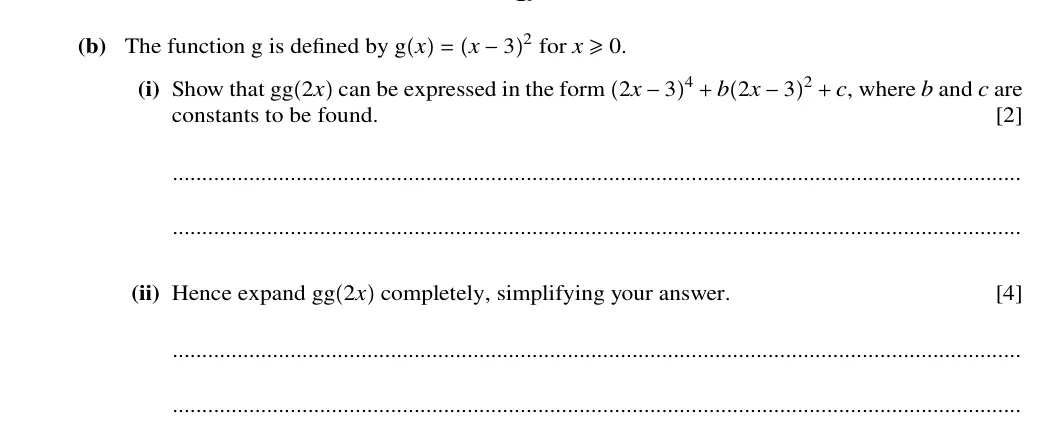 (b) The function g is defined by g(x) = (x − 3)² for x ⩾ 0.
(i) Show that gg(2x) can be expressed in the form (2x − 3)⁴ + b(2x − 3)² + c, where b and c are
constants to be found. [2]
(ii) Hence expand gg(2x) completely, simplifying your answer. [4]